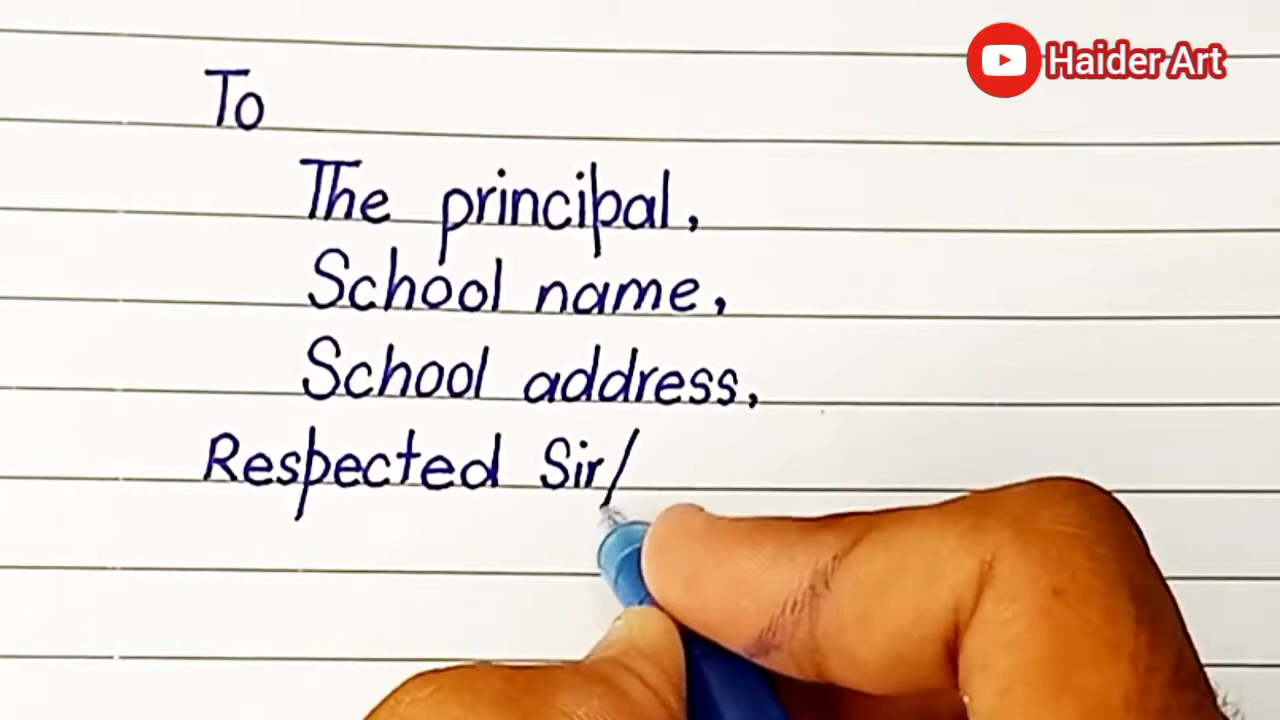 Haider Art
To
The principal,
School name,
School address,
Respected Sir/